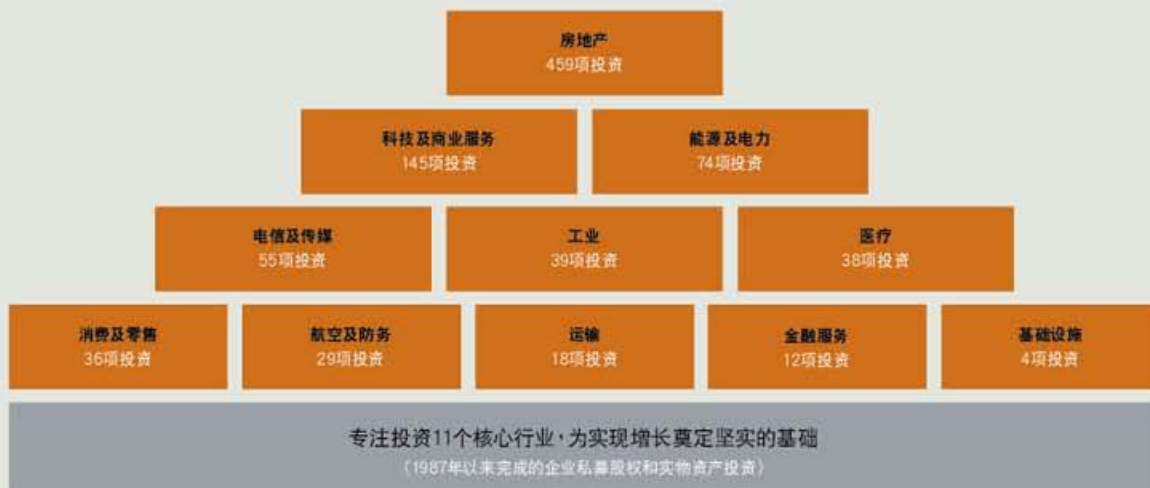 房地产
459项投资
科技及商业服务
145项投资
能源及电力
74项投资
电信及传媒
55项投资
工业
39项投资
医疗
38项投资
消费及零售
36项投资
航空及防务
29项投资
运输
18项投资
金融服务
12项投资
基础设施
4项投资
专注投资11个核心行业，为实现增长奠定坚实的基础
（1987年以来完成的企业私募股权和实物资产投资）